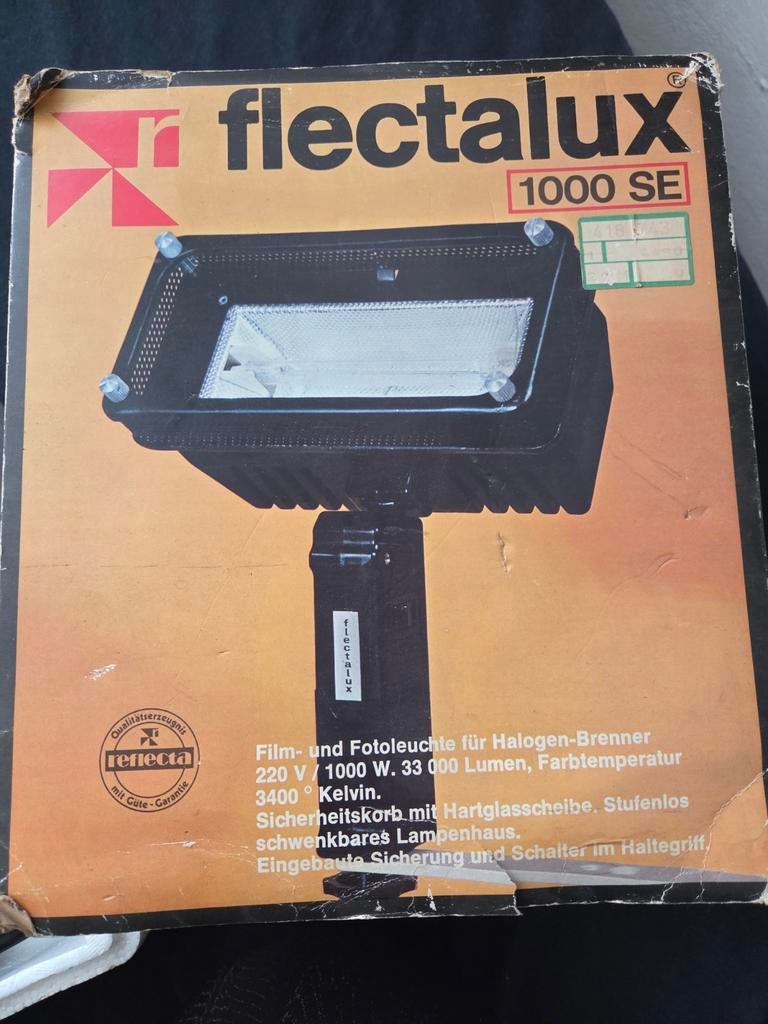 r flectalux ®
1000 SE
flectalux
Qualitätserzeugnis
r
reflecta
mit Güte-Garantie
Film- und Fotoleuchte für Halogen-Brenner
220 V / 1000 W. 33 000 Lumen, Farbtemperatur
3400 ° Kelvin.
Sicherheitskorb mit Hartglasscheibe. Stufenlos
schwenkbares Lampenhaus.
Eingebaute Sicherung und Schalter im Haltegriff